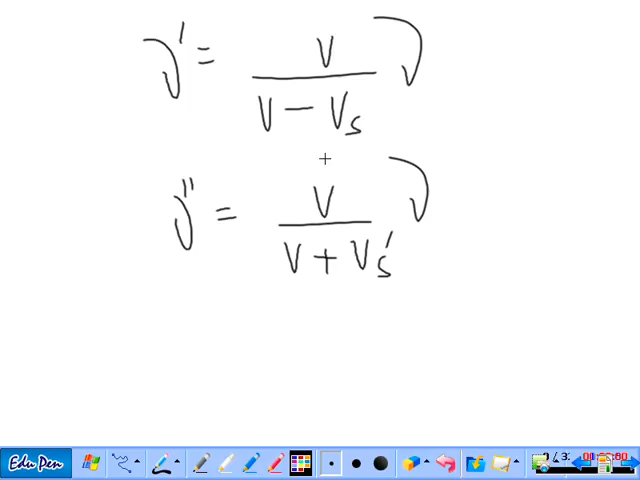 ν' = v / (v − vₛ) ν
ν'' = v / (v + vₛ') ν
Edu Pen